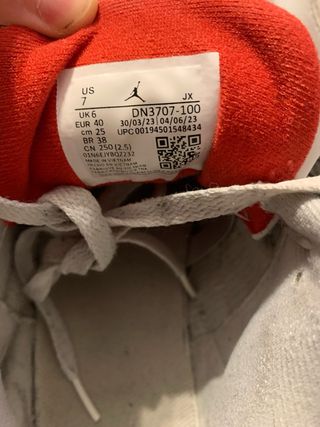 US
7
JX
UK 6
DN3707-100
EUR 40
30/03/23 04/06/23
cm 25
UPC 00194501548434
BR 38
CN 250 (2.5)
MADE IN VIETNAM